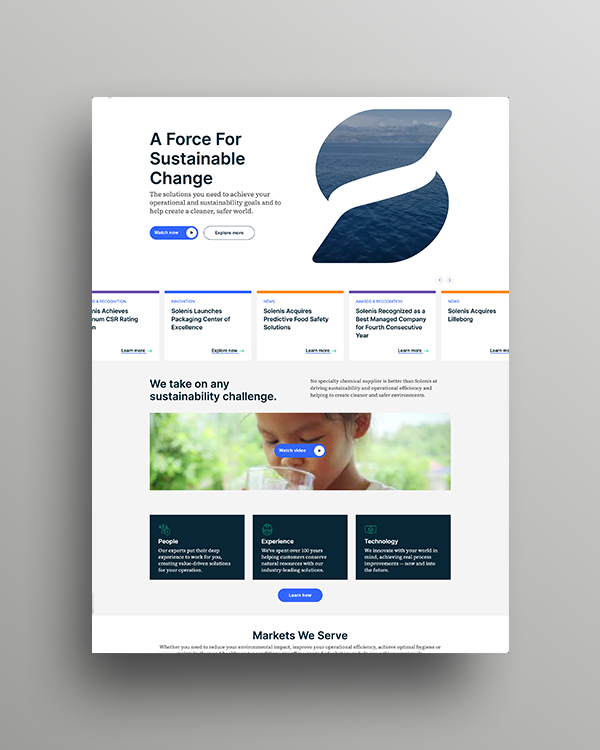 A Force For
Sustainable
Change
The solutions you need to achieve your
operational and sustainability goals and to
help create a cleaner, safer world.
Watch now
Explore more
& RECOGNITION
Solenis Achieves
num CSR Rating
Learn more →
INNOVATION
Solenis Launches
Packaging Center of
Excellence
Explore now →
NEWS
Solenis Acquires
Predictive Food Safety
Solutions
Learn more →
AWARDS & RECOGNITION
Solenis Recognized as a
Best Managed Company
for Fourth Consecutive
Year
Learn more →
NEWS
Solenis Acquires
Lilleborg
Learn
We take on any
sustainability challenge.
No specialty chemical supplier is better than Solenis at
driving sustainability and operational efficiency and
helping to create cleaner and safer environments.
Watch video
People
Our experts put their deep
experience to work for you,
creating value-driven solutions
for your operation.
Experience
We've spent over 100 years
helping customers conserve
natural resources with our
industry-leading solutions.
Technology
We innovate with your world in
mind, achieving real process
improvements — now and into
the future.
Learn how
Markets We Serve
Whether you need to reduce your environmental impact, improve your operational efficiency, achieve optimal hygiene or